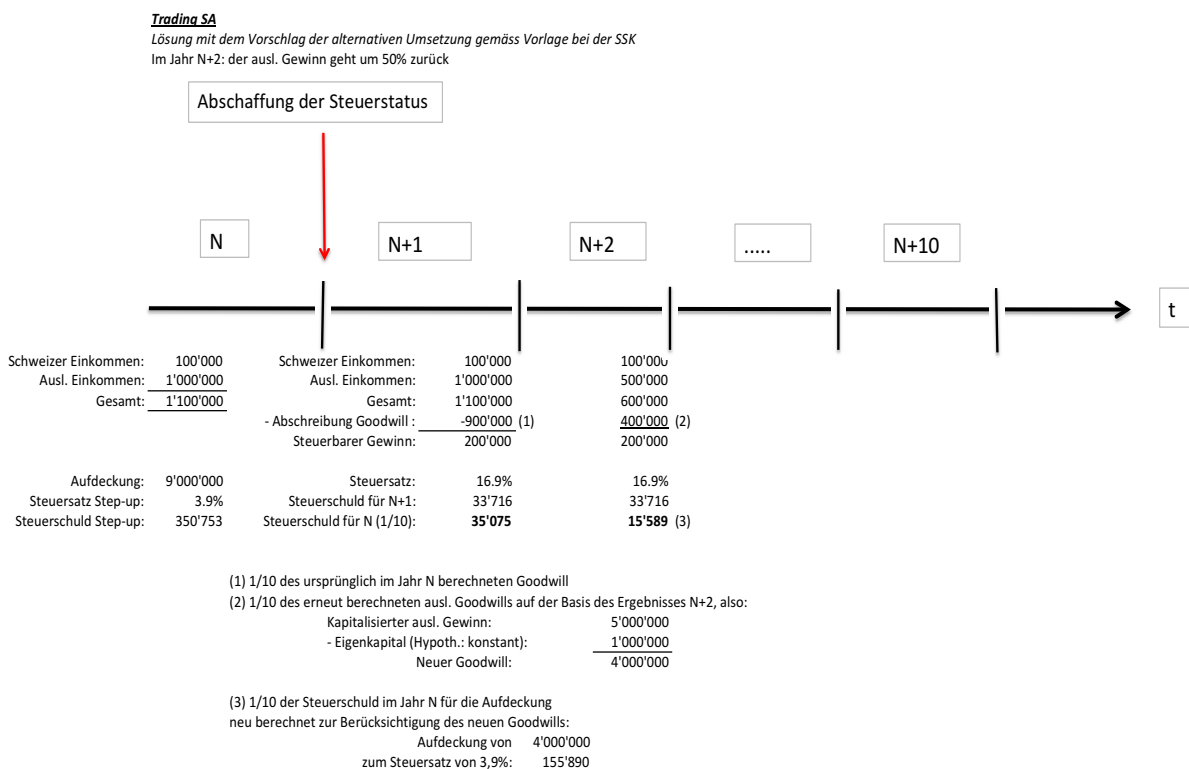 Trading SA
Lösung mit dem Vorschlag der alternativen Umsetzung gemäss Vorlage bei der SSK
Im Jahr N+2: der ausl. Gewinn geht um 50% zurück
Abschaffung der Steuerstatus
N N+1 N+2 ..... N+10
t
Schweizer Einkommen: 100'000 Schweizer Einkommen: 100'000 100'000
Ausl. Einkommen: 1'000'000 Ausl. Einkommen: 1'000'000 500'000
Gesamt: 1'100'000 Gesamt: 1'100'000 600'000
- Abschreibung Goodwill : -900'000 (1) 400'000 (2)
Steuerbarer Gewinn: 200'000 200'000
Aufdeckung: 9'000'000 Steuersatz: 16.9% 16.9%
Steuersatz Step-up: 3.9% Steuerschuld für N+1: 33'716 33'716
Steuerschuld Step-up: 350'753 Steuerschuld für N (1/10): 35'075 15'589 (3)
(1) 1/10 des ursprünglich im Jahr N berechneten Goodwill
(2) 1/10 des erneut berechneten ausl. Goodwills auf der Basis des Ergebnisses N+2, also:
Kapitalisierter ausl. Gewinn: 5'000'000
- Eigenkapital (Hypoth.: konstant): 1'000'000
Neuer Goodwill: 4'000'000
(3) 1/10 der Steuerschuld im Jahr N für die Aufdeckung
neu berechnet zur Berücksichtigung des neuen Goodwills:
Aufdeckung von 4'000'000
zum Steuersatz von 3,9%: 155'890